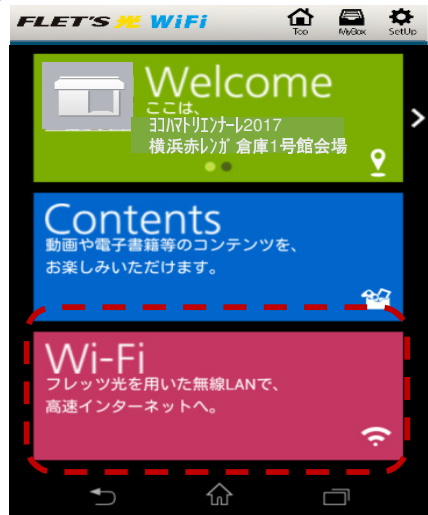 FLET'S 光 WiFi
Top
MyBox
SetUp
Welcome
ここは、
ﾖｺﾊﾏﾄﾘｴﾝﾅｰﾚ2017
横浜赤ﾚﾝｶﾞ倉庫1号館会場
Contents
動画や電子書籍等のコンテンツを、
お楽しみいただけます。
Wi-Fi
フレッツ光を用いた無線LANで、
高速インターネットへ。